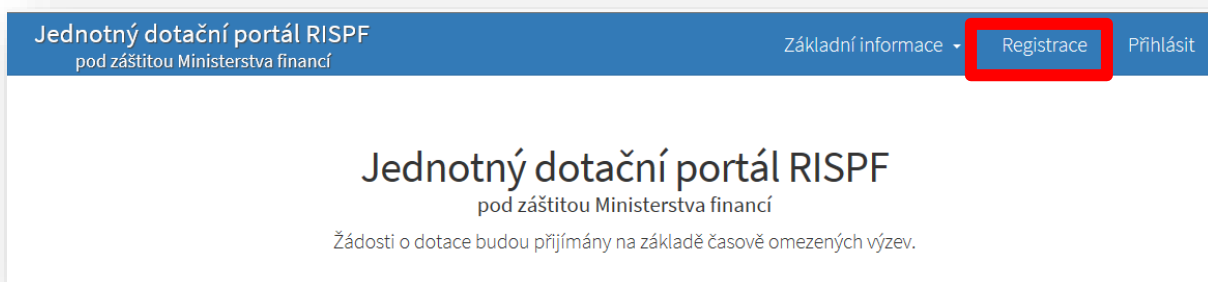 Jednotný dotační portál RISPF
pod záštitou Ministerstva financí
Základní informace
Registrace
Přihlásit
Jednotný dotační portál RISPF
pod záštitou Ministerstva financí
Žádosti o dotace budou přijímány na základě časově omezených výzev.